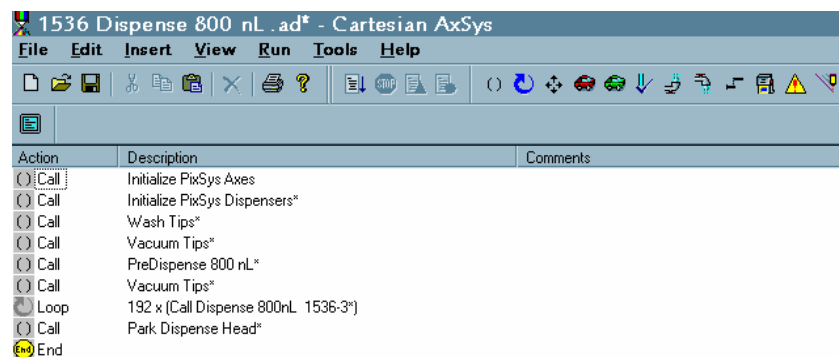 1536 Dispense 800 nL .ad* - Cartesian AxSys
File Edit Insert View Run Tools Help
STOP
Action Description Comments
() Call Initialize PixSys Axes
() Call Initialize PixSys Dispensers*
() Call Wash Tips*
() Call Vacuum Tips*
() Call PreDispense 800 nL*
() Call Vacuum Tips*
Loop 192 x (Call Dispense 800nL 1536-3*)
() Call Park Dispense Head*
End End